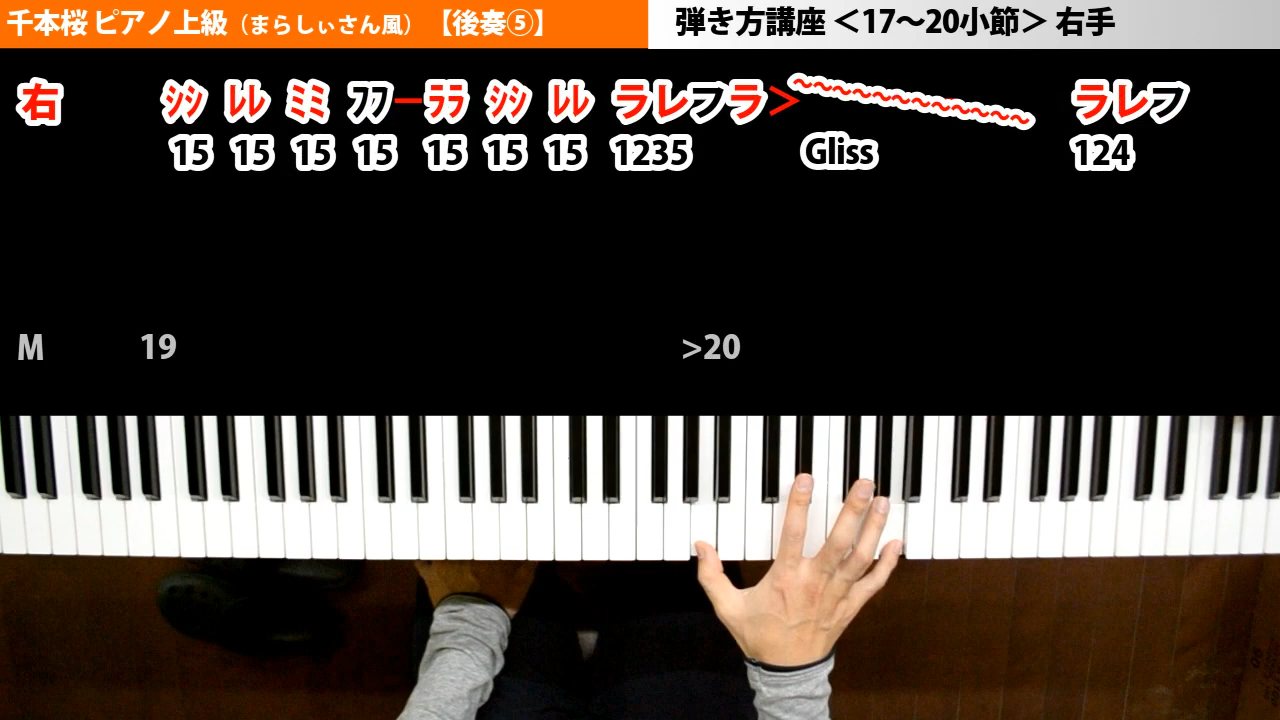 千本桜 ピアノ上級（まらしぃさん風）【後奏⑤】
弾き方講座 ＜17～20小節＞ 右手
右 ｼｼ ﾚﾚ ﾐﾐ ﾌﾌーﾗﾗ ｼｼ ﾚﾚ ラレフラ＞～～～～～～～～～～～～ ラレフ
15 15 15 15 15 15 15 1235 Gliss 124
M 19 >20